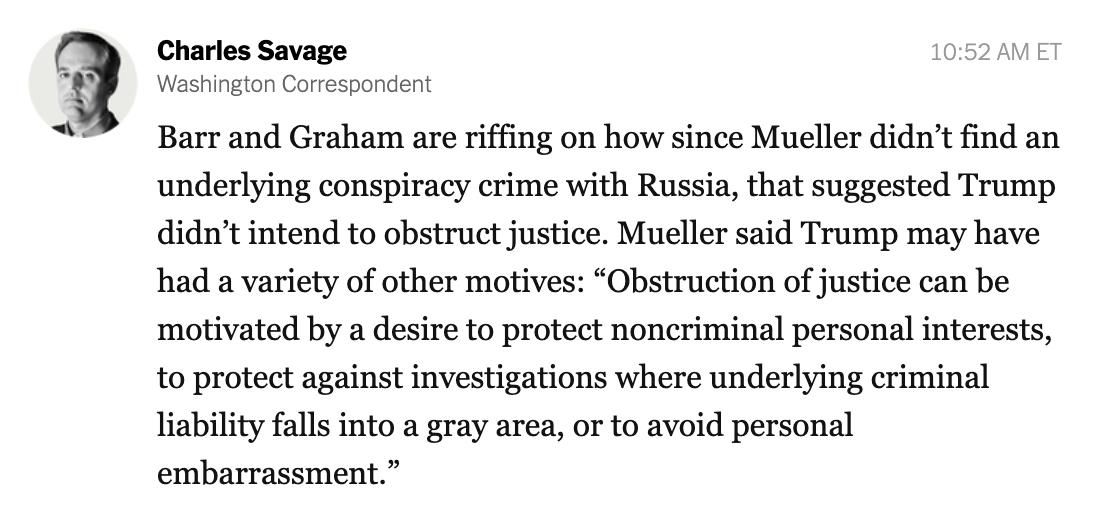 Charles Savage
10:52 AM ET
Washington Correspondent
Barr and Graham are riffing on how since Mueller didn’t find an
underlying conspiracy crime with Russia, that suggested Trump
didn’t intend to obstruct justice. Mueller said Trump may have
had a variety of other motives: “Obstruction of justice can be
motivated by a desire to protect noncriminal personal interests,
to protect against investigations where underlying criminal
liability falls into a gray area, or to avoid personal
embarrassment.”